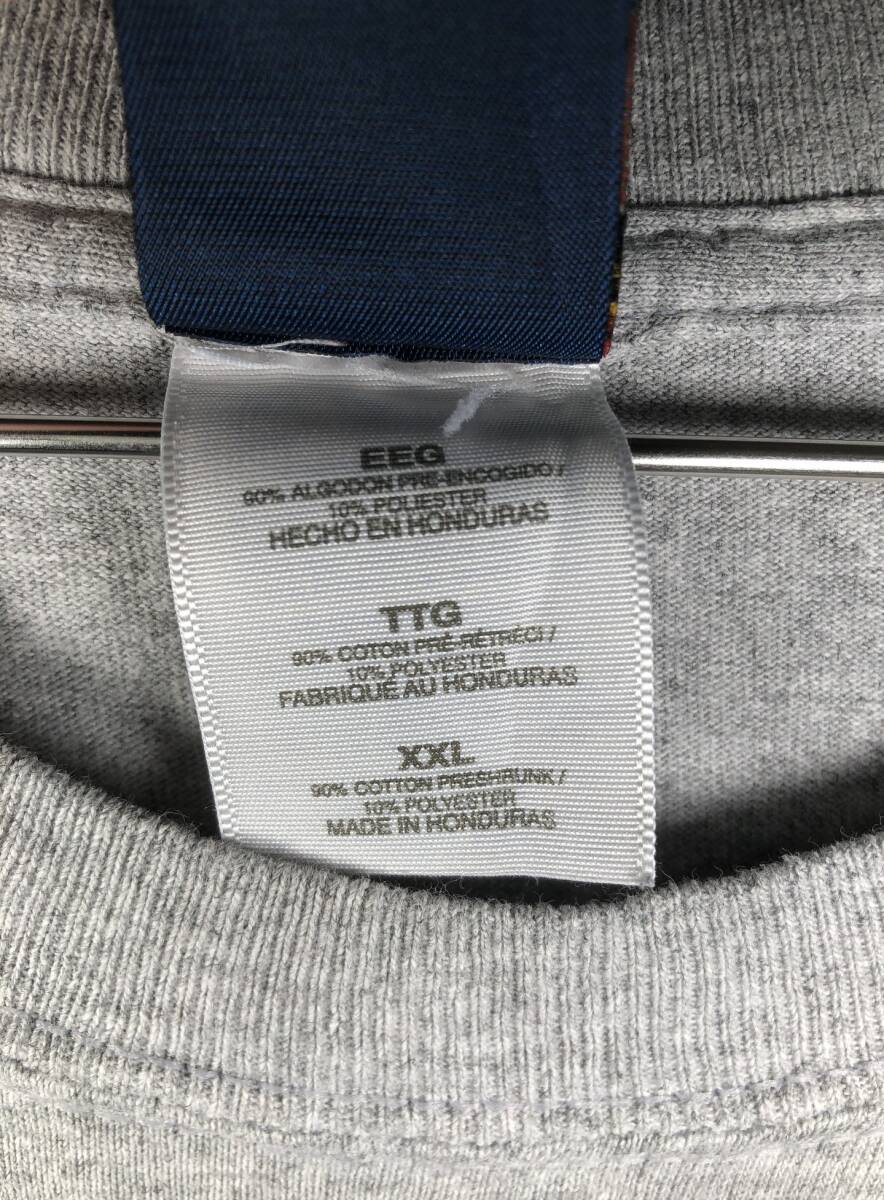 EEG
90% ALGODON PRE-ENCOGIDO /
10% POLIESTER
HECHO EN HONDURAS
TTG
90% COTON PRÉ-RÉTRÉCI /
10% POLYESTER
FABRIQUE AU HONDURAS
XXL
90% COTTON PRESHRUNK /
10% POLYESTER
MADE IN HONDURAS